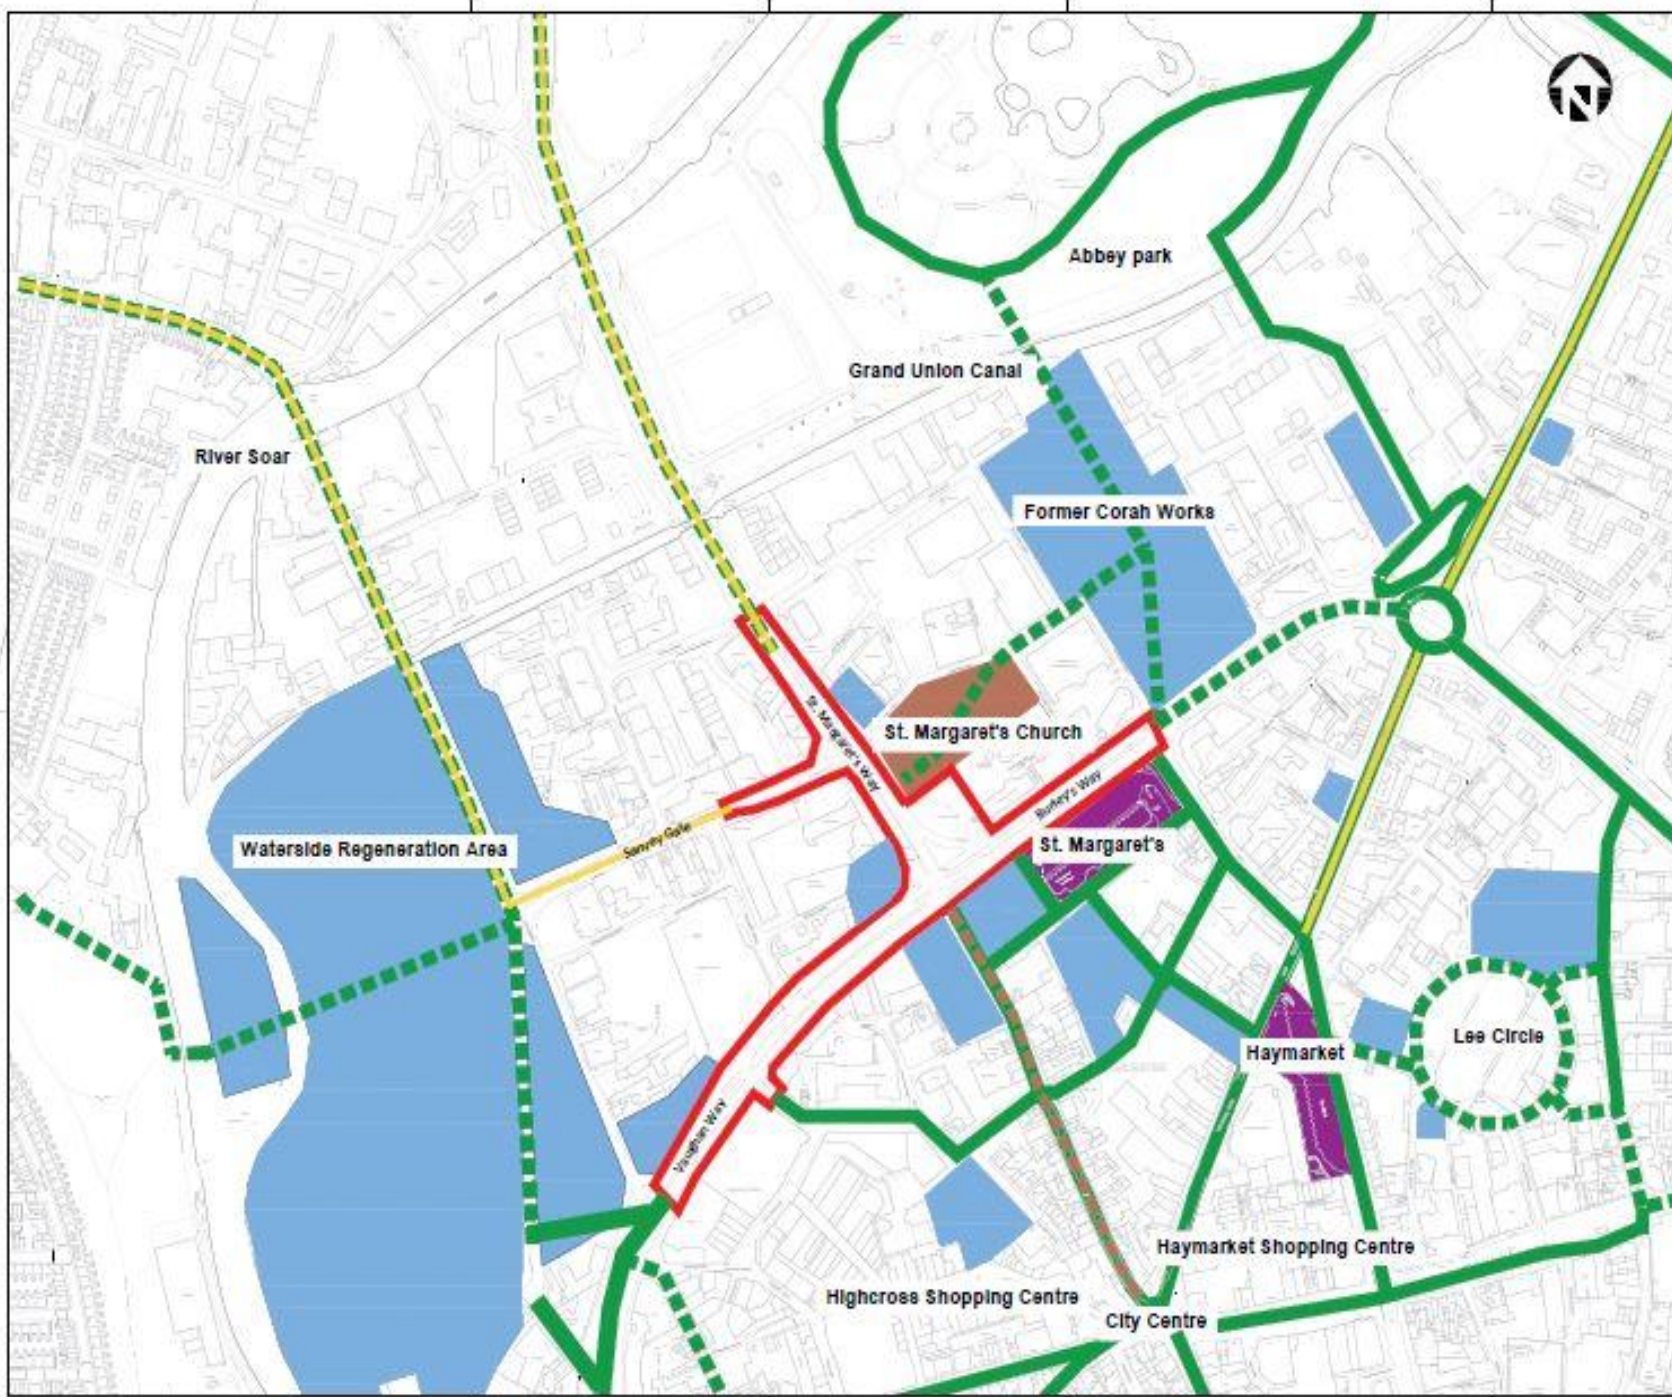 N
Abbey park
Grand Union Canal
River Soar
Former Corah Works
St. Margaret's Way
St. Margaret's Church
Burley's Way
Sanvey Gate
St. Margaret's
Waterside Regeneration Area
Lee Circle
Haymarket
Vaughan Way
Haymarket Shopping Centre
Highcross Shopping Centre
City Centre